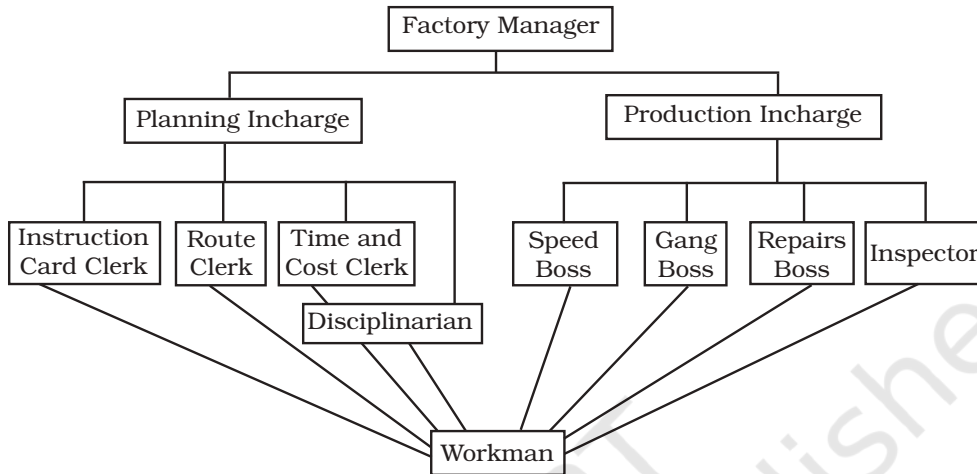 Factory Manager
Planning Incharge
Production Incharge
Instruction
Card Clerk
Route
Clerk
Time and
Cost Clerk
Disciplinarian
Speed
Boss
Gang
Boss
Repairs
Boss
Inspector
Workman